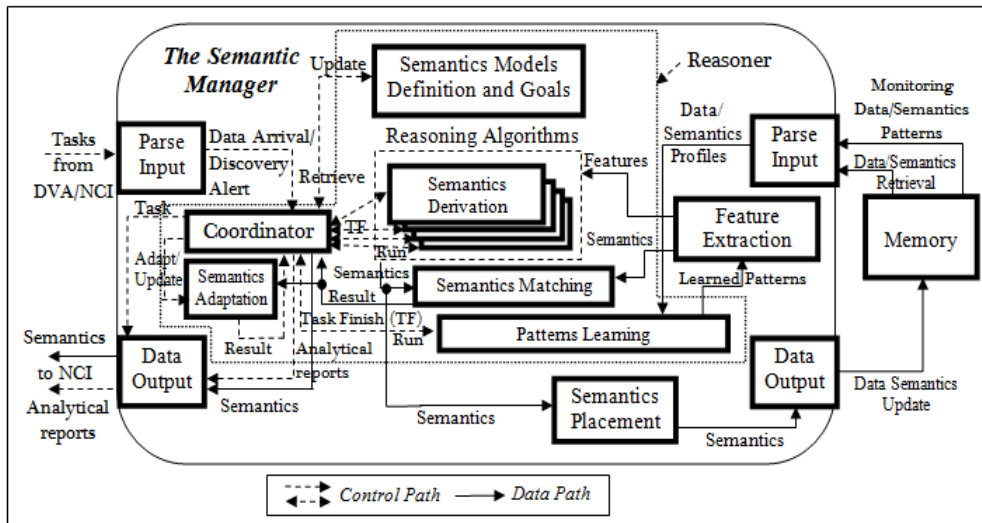 The Semantic
Manager
Update
Semantics Models
Definition and Goals
Reasoner
Monitoring
Data/Semantics
Patterns
Data/Semantics
Retrieval
Tasks
from
DVA/NCI
Parse
Input
Data Arrival/
Discovery
Alert
Retrieve
Reasoning Algorithms
Data/
Semantics
Profiles
Parse
Input
Features
Semantics
Derivation
Task
Coordinator
TF
Run
Feature
Extraction
Memory
Semantics
Adapt/
Update
Semantics
Adaptation
Semantics
Result
Semantics Matching
Learned Patterns
Task Finish (TF)
Run
Patterns Learning
Result
Analytical
reports
Semantics
to NCI
Analytical
reports
Data
Output
Semantics
Semantics
Semantics
Placement
Semantics
Data
Output
Data Semantics
Update
Control Path
Data Path